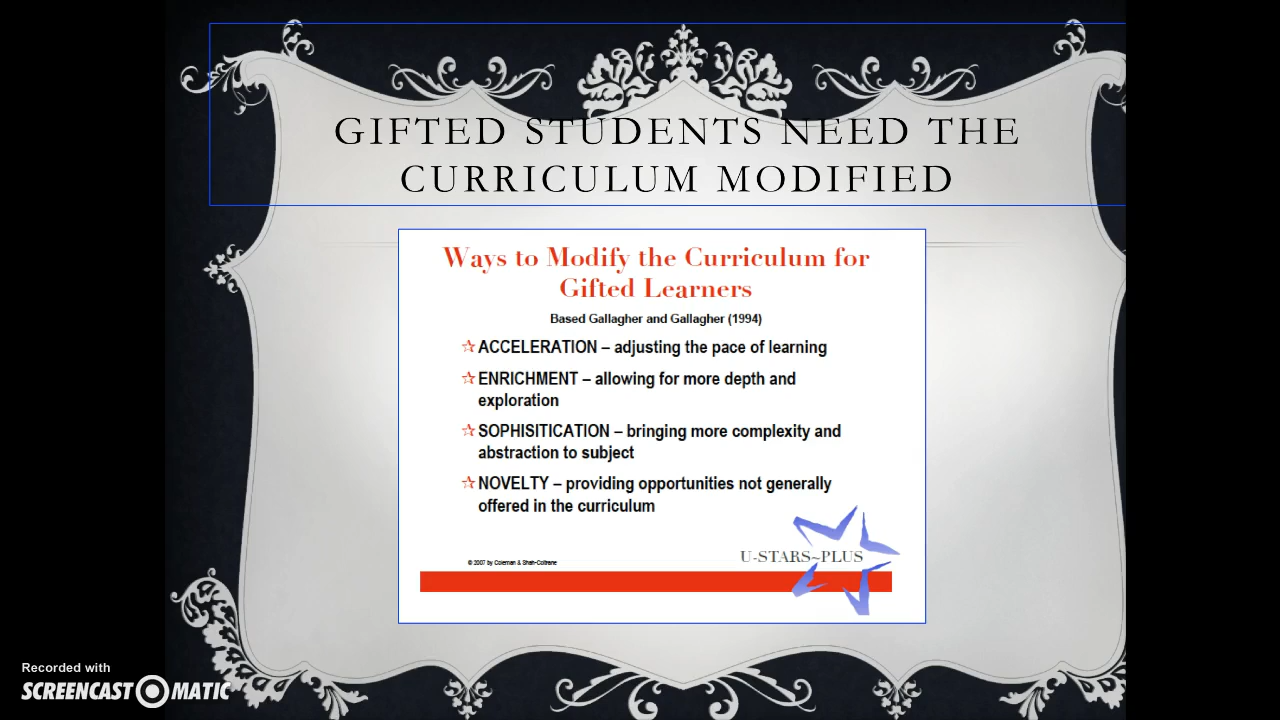 GIFTED STUDENTS NEED THE
CURRICULUM MODIFIED
Ways to Modify the Curriculum for
Gifted Learners
Based Gallagher and Gallagher (1994)
ACCELERATION – adjusting the pace of learning
ENRICHMENT – allowing for more depth and
exploration
SOPHISITICATION – bringing more complexity and
abstraction to subject
NOVELTY – providing opportunities not generally
offered in the curriculum
U-STARS~PLUS
© 2007 by Coleman & Shah-Coltrane
Recorded with
SCREENCAST-O-MATIC